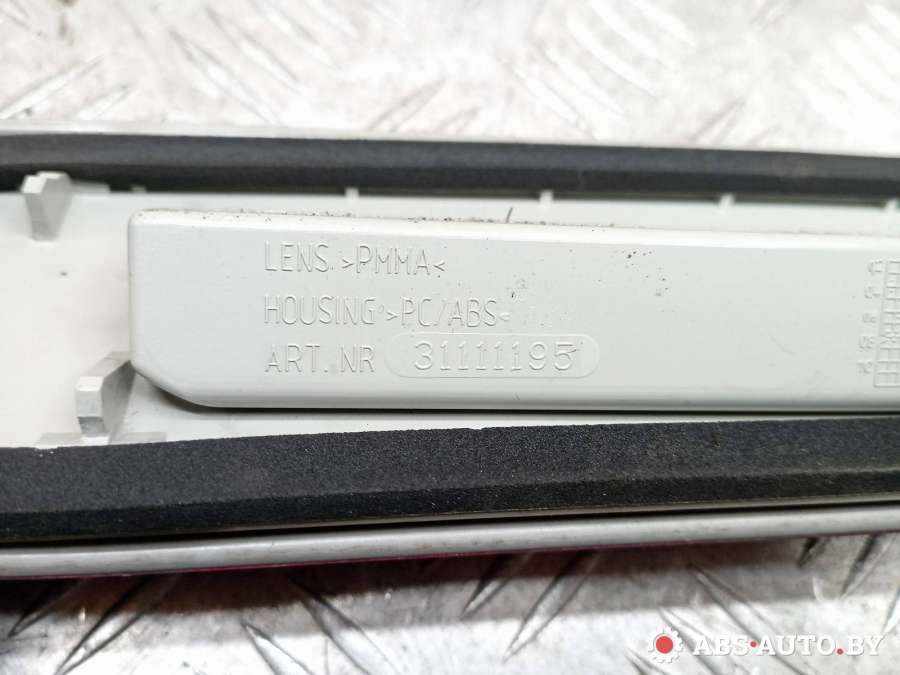 LENS >PMMA<
HOUSING >PC/ABS<
ART. NR 31111195
ABS-AUTO.BY